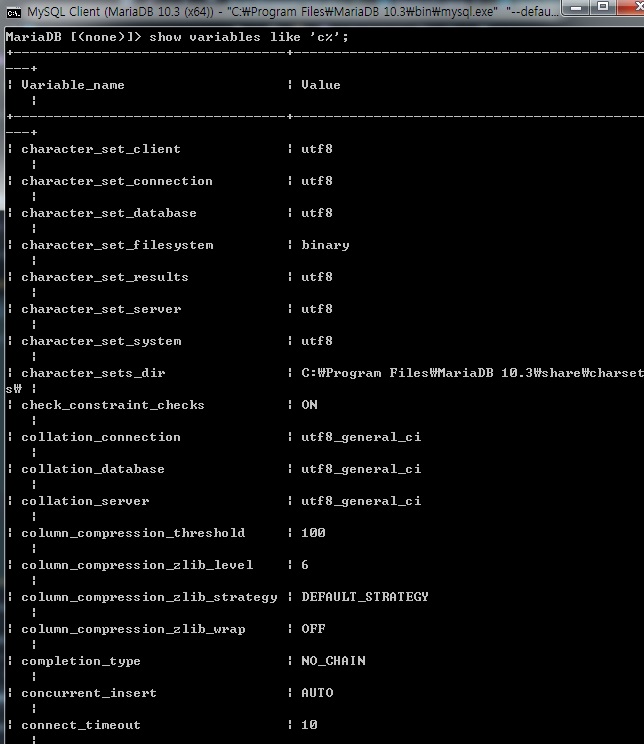 MySQL Client (MariaDB 10.3 (x64)) - "C:₩Program Files₩MariaDB 10.3₩bin₩mysql.exe" "--defau...
MariaDB [(none)]> show variables like 'c%';
+----------------------------------+--------------------------------------------
---+
| Variable_name                    | Value
   |
+----------------------------------+--------------------------------------------
---+
| character_set_client             | utf8
   |
| character_set_connection         | utf8
   |
| character_set_database           | utf8
   |
| character_set_filesystem         | binary
   |
| character_set_results            | utf8
   |
| character_set_server             | utf8
   |
| character_set_system             | utf8
   |
| character_sets_dir               | C:₩Program Files₩MariaDB 10.3₩share₩charset
s₩ |
| check_constraint_checks          | ON
   |
| collation_connection             | utf8_general_ci
   |
| collation_database               | utf8_general_ci
   |
| collation_server                 | utf8_general_ci
   |
| column_compression_threshold     | 100
   |
| column_compression_zlib_level    | 6
   |
| column_compression_zlib_strategy | DEFAULT_STRATEGY
   |
| column_compression_zlib_wrap     | OFF
   |
| completion_type                  | NO_CHAIN
   |
| concurrent_insert                | AUTO
   |
| connect_timeout                  | 10
   |